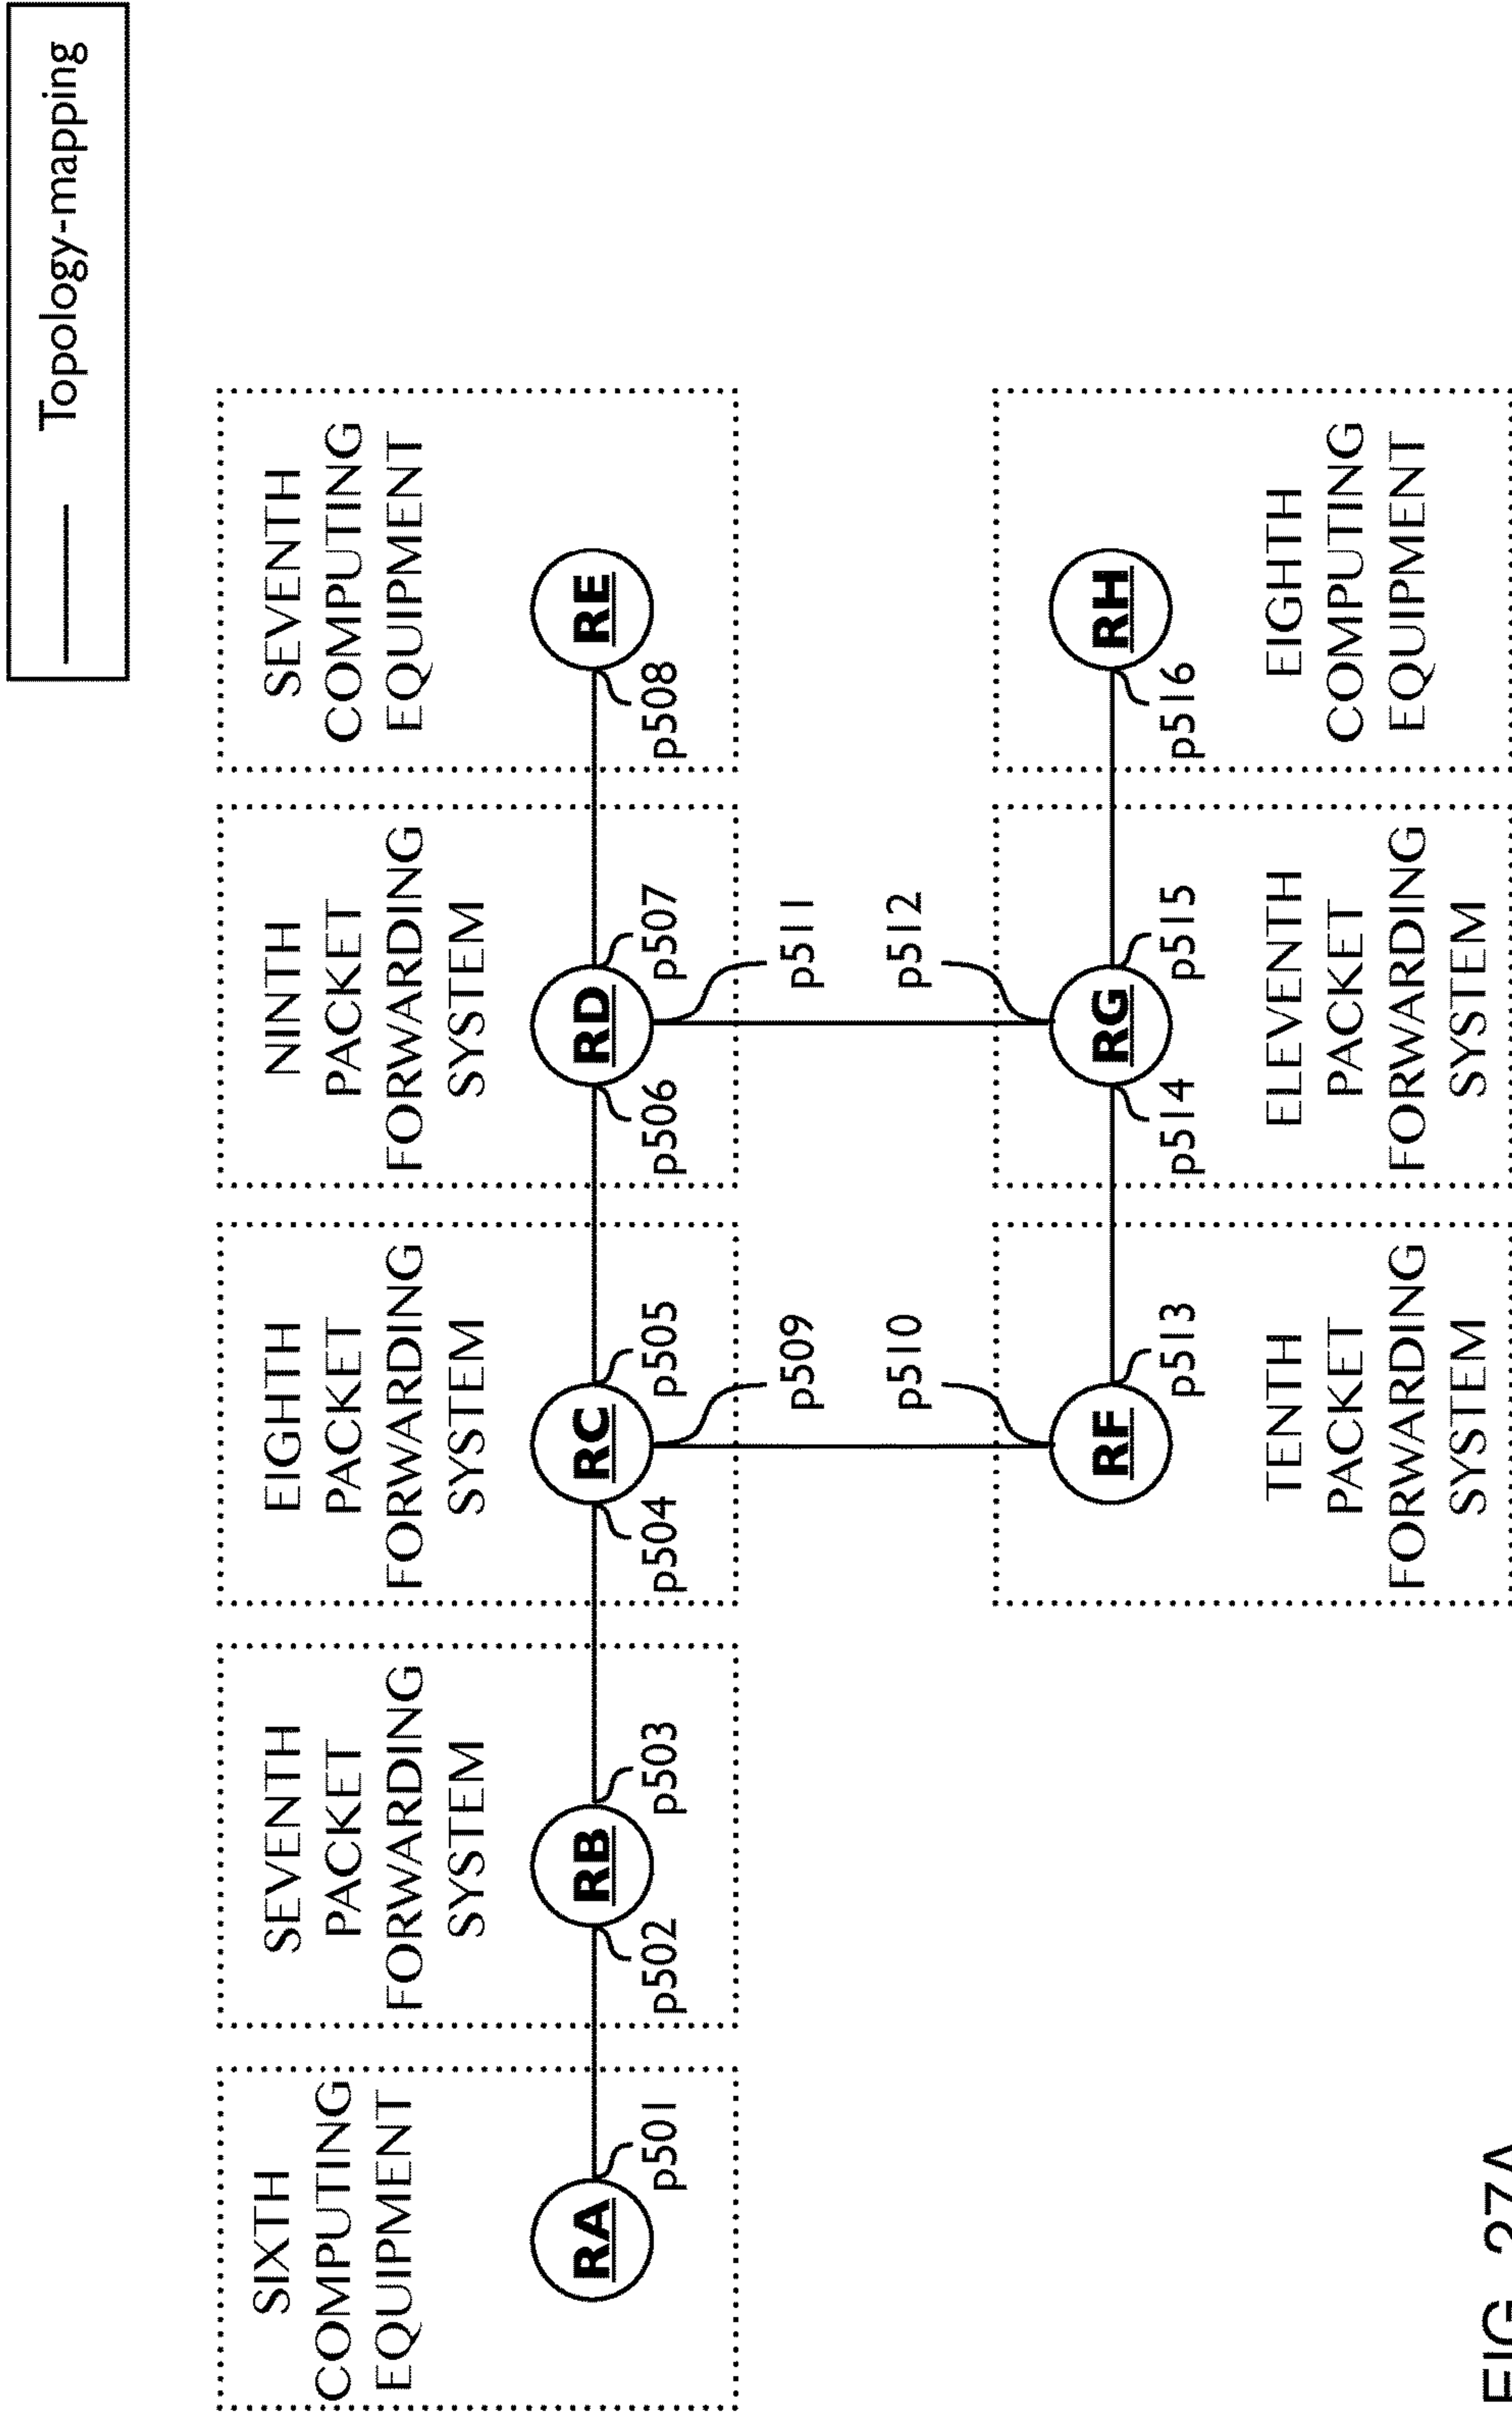 Topology-mapping
SIXTH
COMPUTING
EQUIPMENT
RA
p501
SEVENTH
PACKET
FORWARDING
SYSTEM
RB
p502
p503
EIGHTH
PACKET
FORWARDING
SYSTEM
RC
p504
p505
NINTH
PACKET
FORWARDING
SYSTEM
RD
p506
p507
SEVENTH
COMPUTING
EQUIPMENT
RE
p508
p509
p510
p511
p512
RF
p513
TENTH
PACKET
FORWARDING
SYSTEM
RG
p514
p515
ELEVENTH
PACKET
FORWARDING
SYSTEM
RH
p516
EIGHTH
COMPUTING
EQUIPMENT
FIG. 27A